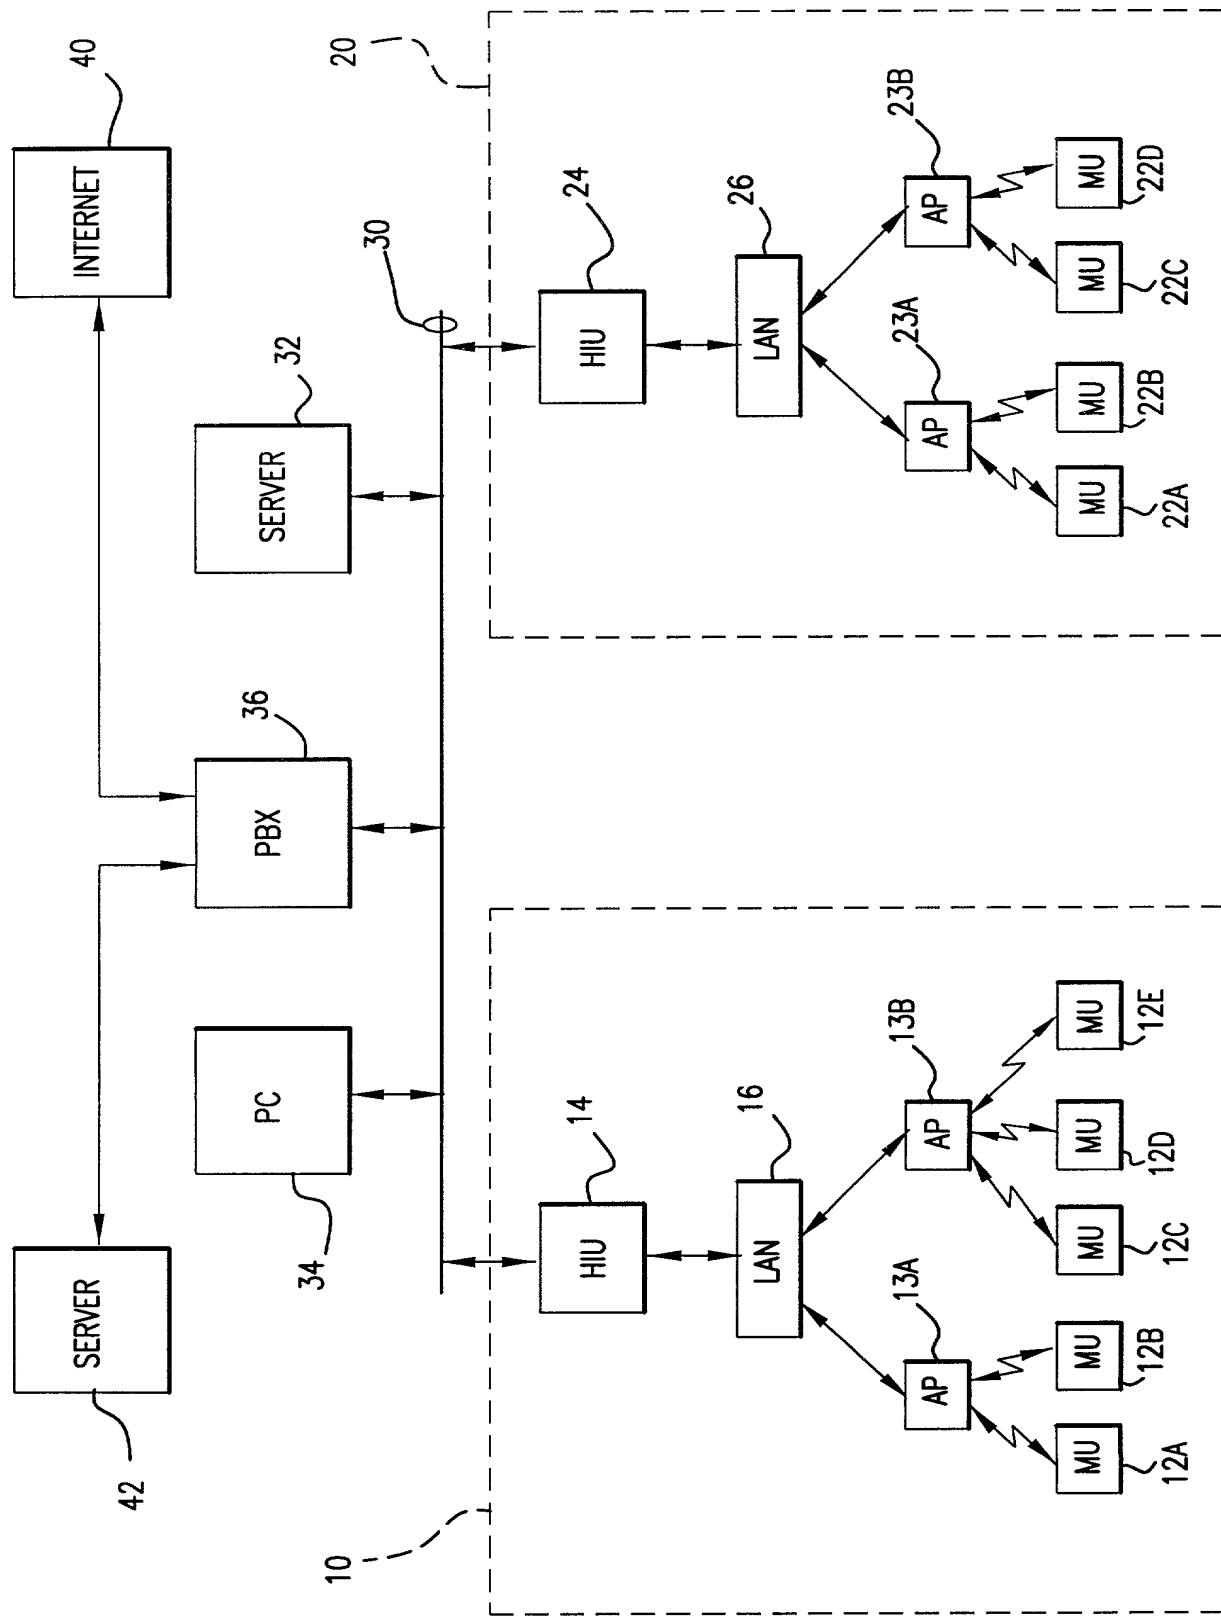 42
SERVER
INTERNET
40
34
PC
PBX
36
SERVER
32
30
10
20
HIU
14
HIU
24
LAN
16
LAN
26
AP
13A
AP
13B
AP
23A
AP
23B
MU
MU
MU
MU
MU
MU
MU
MU
MU
12A
12B
12C
12D
12E
22A
22B
22C
22D